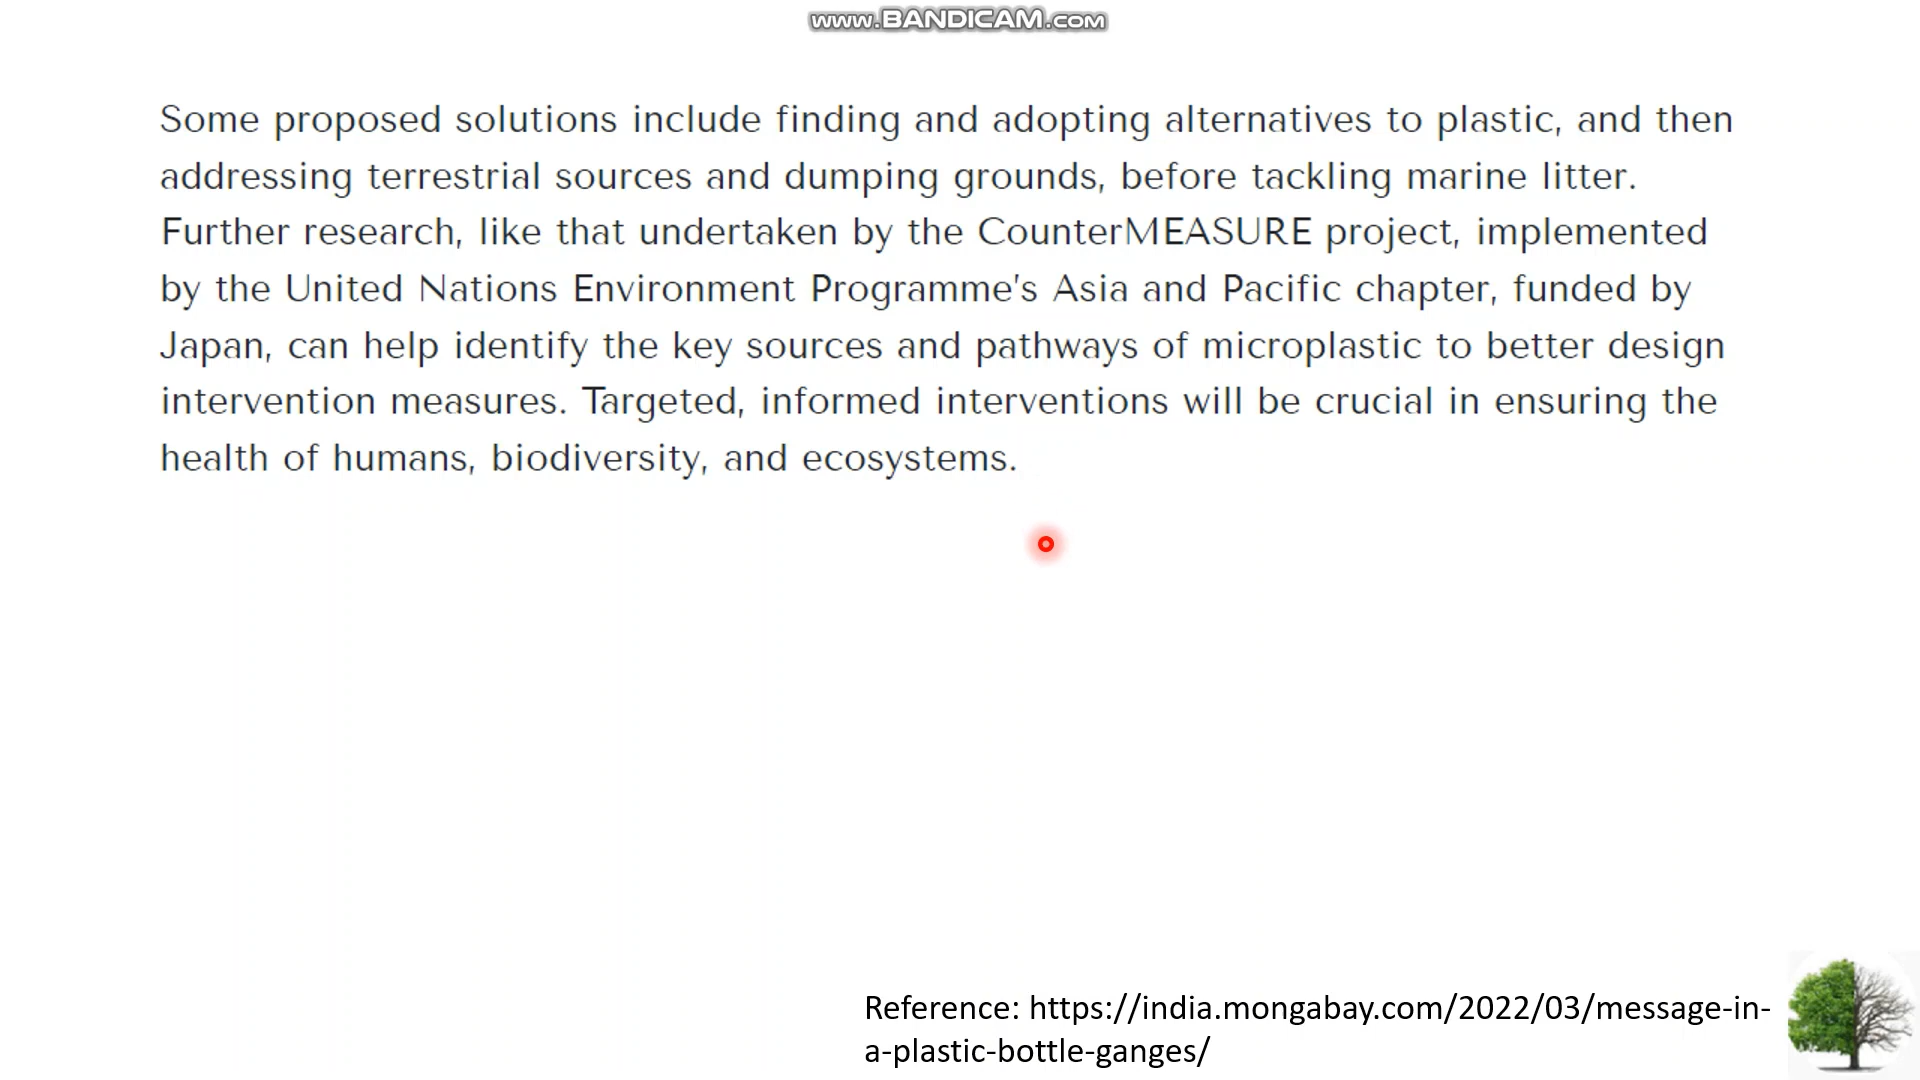 www.BANDICAM.com
Some proposed solutions include finding and adopting alternatives to plastic, and then
addressing terrestrial sources and dumping grounds, before tackling marine litter.
Further research, like that undertaken by the CounterMEASURE project, implemented
by the United Nations Environment Programme's Asia and Pacific chapter, funded by
Japan, can help identify the key sources and pathways of microplastic to better design
intervention measures. Targeted, informed interventions will be crucial in ensuring the
health of humans, biodiversity, and ecosystems.
Reference: https://india.mongabay.com/2022/03/message-in-
a-plastic-bottle-ganges/